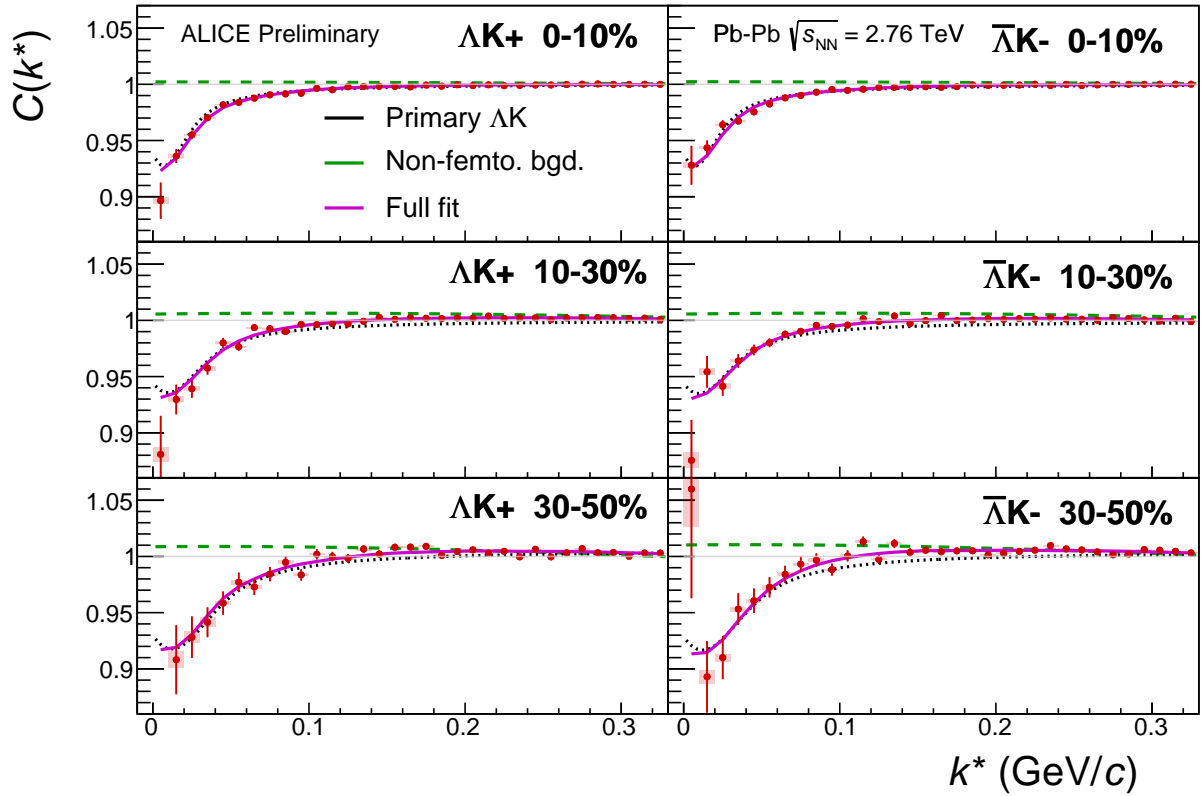 C(k*)
ALICE Preliminary ΛK+ 0-10%
Pb-Pb √sNN = 2.76 TeV Λ̅K- 0-10%
1.05
1
0.95
0.9
Primary ΛK
Non-femto. bgd.
Full fit
ΛK+ 10-30%
Λ̅K- 10-30%
1.05
1
0.95
0.9
ΛK+ 30-50%
Λ̅K- 30-50%
1.05
1
0.95
0.9
0 0.1 0.2 0.3
0 0.1 0.2 0.3
k* (GeV/c)